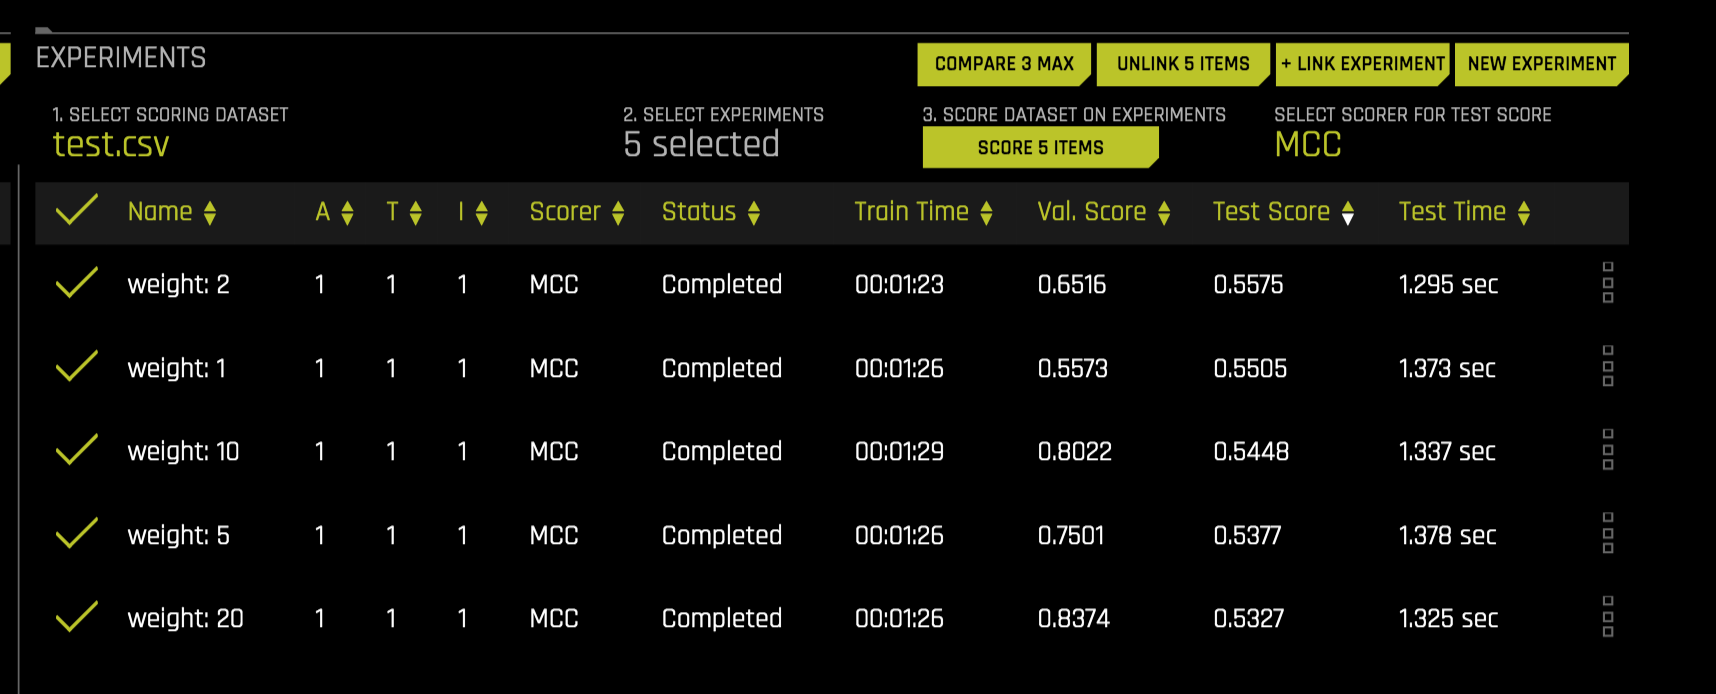 EXPERIMENTS
COMPARE 3 MAX UNLINK 5 ITEMS + LINK EXPERIMENT NEW EXPERIMENT
1. SELECT SCORING DATASET 2. SELECT EXPERIMENTS 3. SCORE DATASET ON EXPERIMENTS SELECT SCORER FOR TEST SCORE
test.csv 5 selected SCORE 5 ITEMS MCC
Name A T I Scorer Status Train Time Val. Score Test Score Test Time
weight: 2 1 1 1 MCC Completed 00:01:23 0.6516 0.5575 1.295 sec
weight: 1 1 1 1 MCC Completed 00:01:26 0.5573 0.5505 1.373 sec
weight: 10 1 1 1 MCC Completed 00:01:29 0.8022 0.5448 1.337 sec
weight: 5 1 1 1 MCC Completed 00:01:26 0.7501 0.5377 1.378 sec
weight: 20 1 1 1 MCC Completed 00:01:26 0.8374 0.5327 1.325 sec